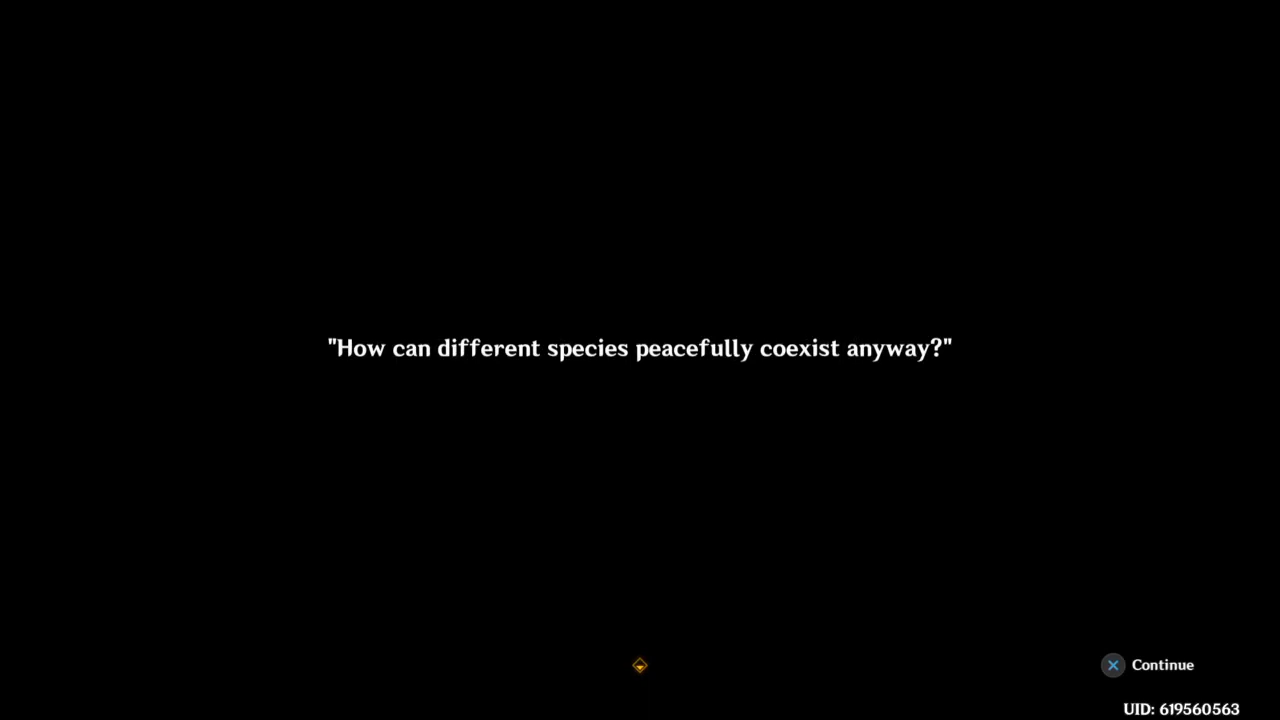 "How can different species peacefully coexist anyway?"
Continue
UID: 619560563